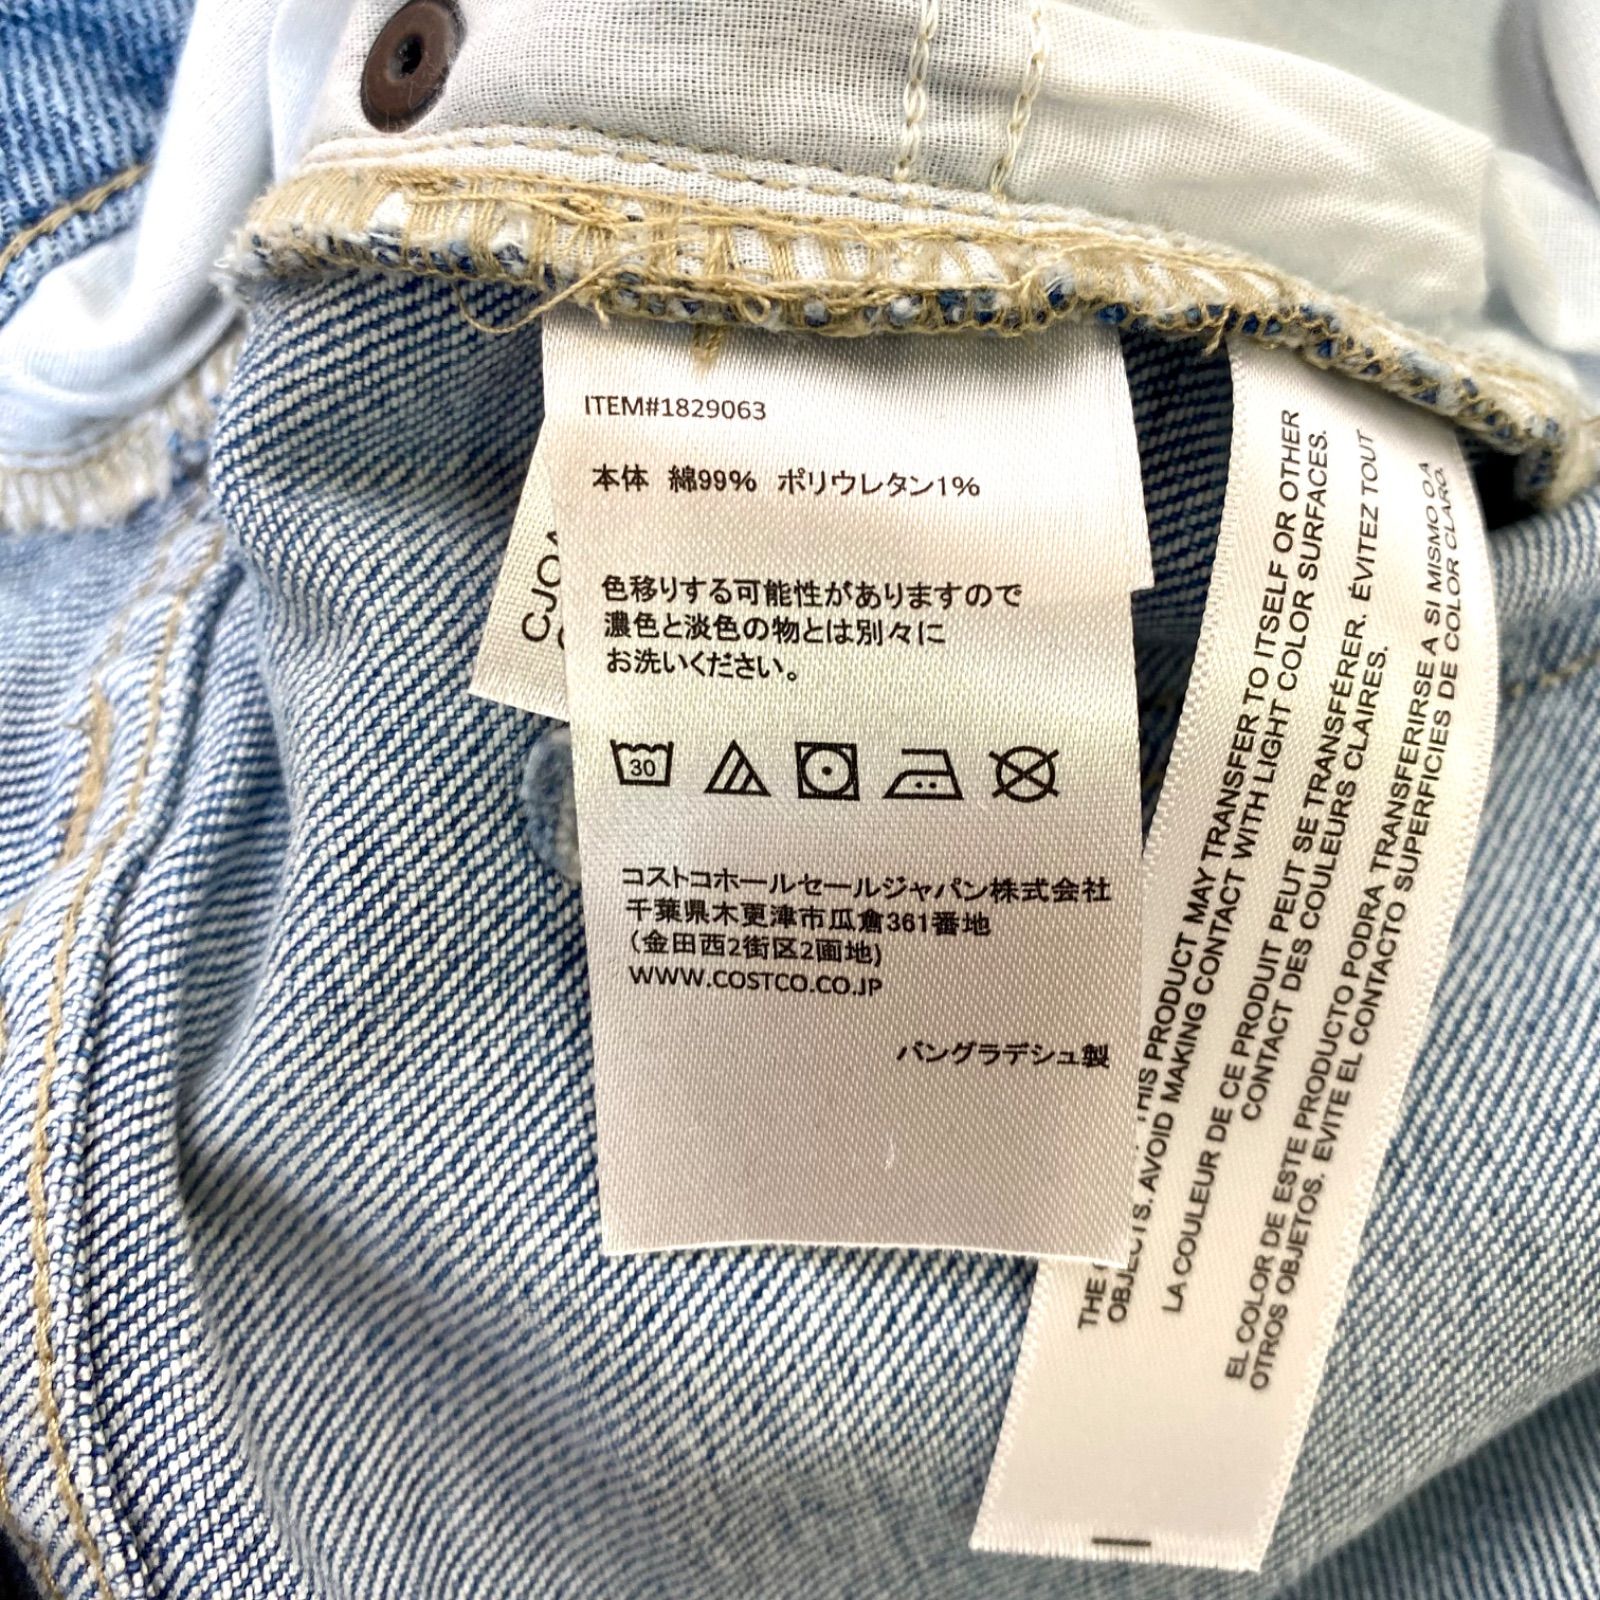 ITEM#1829063
本体 綿99% ポリウレタン1%
色移りする可能性がありますので
濃色と淡色の物とは別々に
お洗いください。
30
コストコホールセールジャパン株式会社
千葉県木更津市瓜倉361番地
(金田西2街区2画地)
WWW.COSTCO.CO.JP
バングラデシュ製
CJO
THIS PRODUCT MAY TRANSFER TO ITSELF OR OTHER
OBJECTS. AVOID MAKING CONTACT WITH LIGHT COLOR SURFACES.
LA COULEUR DE CE PRODUIT PEUT SE TRANSFÉRER. ÉVITEZ TOUT
CONTACT DES COULEURS CLAIRES.
EL COLOR DE ESTE PRODUCTO PODRA TRANSFERIRSE A SI MISMO O A
OTROS OBJETOS. EVITE EL CONTACTO SUPERFICIES DE COLOR CLARO.